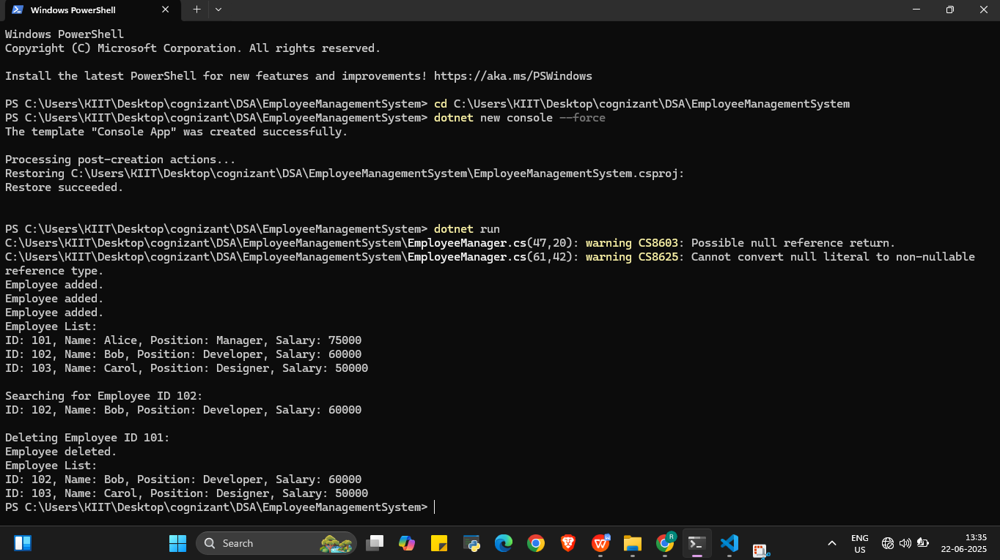 Windows PowerShell
Windows PowerShell
Copyright (C) Microsoft Corporation. All rights reserved.
Install the latest PowerShell for new features and improvements! https://aka.ms/PSWindows
PS C:\Users\KIIT\Desktop\cognizant\DSA\EmployeeManagementSystem> cd C:\Users\KIIT\Desktop\cognizant\DSA\EmployeeManagementSystem
PS C:\Users\KIIT\Desktop\cognizant\DSA\EmployeeManagementSystem> dotnet new console --force
The template "Console App" was created successfully.
Processing post-creation actions...
Restoring C:\Users\KIIT\Desktop\cognizant\DSA\EmployeeManagementSystem\EmployeeManagementSystem.csproj:
Restore succeeded.
PS C:\Users\KIIT\Desktop\cognizant\DSA\EmployeeManagementSystem> dotnet run
C:\Users\KIIT\Desktop\cognizant\DSA\EmployeeManagementSystem\EmployeeManager.cs(47,20): warning CS8603: Possible null reference return.
C:\Users\KIIT\Desktop\cognizant\DSA\EmployeeManagementSystem\EmployeeManager.cs(61,42): warning CS8625: Cannot convert null literal to non-nullable
reference type.
Employee added.
Employee added.
Employee added.
Employee List:
ID: 101, Name: Alice, Position: Manager, Salary: 75000
ID: 102, Name: Bob, Position: Developer, Salary: 60000
ID: 103, Name: Carol, Position: Designer, Salary: 50000
Searching for Employee ID 102:
ID: 102, Name: Bob, Position: Developer, Salary: 60000
Deleting Employee ID 101:
Employee deleted.
Employee List:
ID: 102, Name: Bob, Position: Developer, Salary: 60000
ID: 103, Name: Carol, Position: Designer, Salary: 50000
PS C:\Users\KIIT\Desktop\cognizant\DSA\EmployeeManagementSystem>
Search
R
ENG
US
13:35
22-06-2025